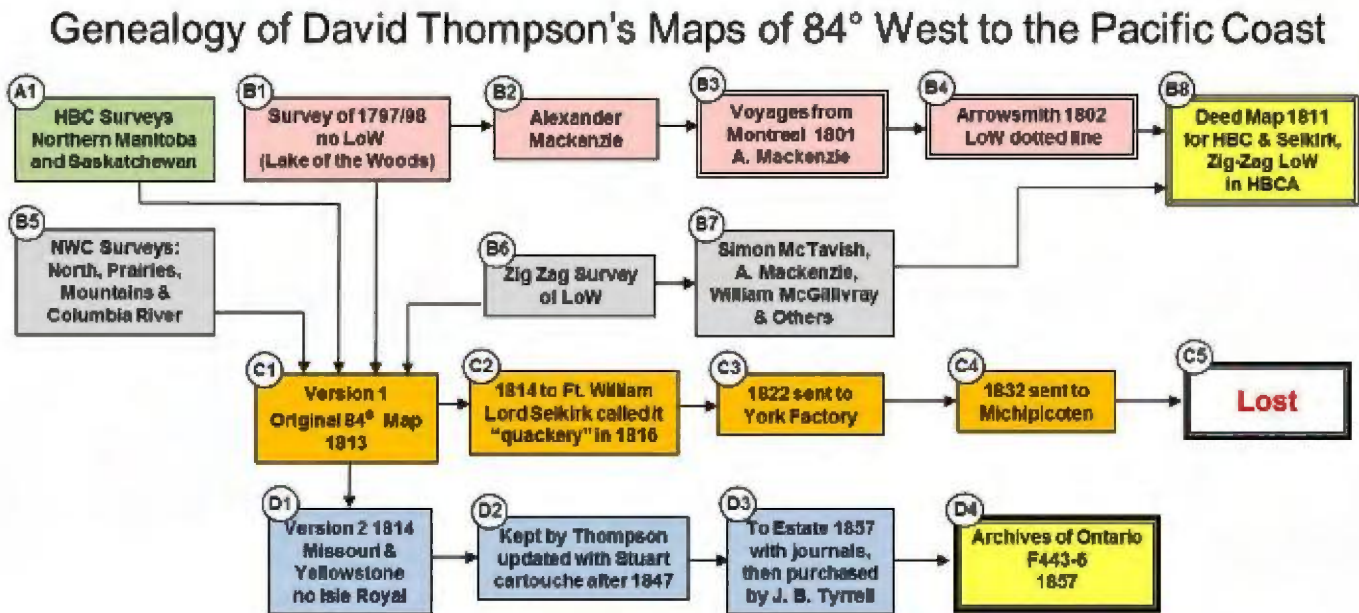 Genealogy of David Thompson's Maps of 84° West to the Pacific Coast
A1
HBC Surveys
Northern Manitoba
and Saskatchewan
B1
Survey of 1797/98
no LoW
(Lake of the Woods)
B2
Alexander
Mackenzie
B3
Voyages from
Montreal 1801
A. Mackenzie
B4
Arrowsmith 1802
LoW dotted line
B8
Deed Map 1811
for HBC & Selkirk,
Zig-Zag LoW
in HBCA
B5
NWC Surveys:
North, Prairies,
Mountains &
Columbia River
B6
Zig Zag Survey
of LoW
B7
Simon McTavish,
A. Mackenzie,
William McGillivray
& Others
C1
Version 1
Original 84° Map
1813
C2
1814 to Ft. William
Lord Selkirk called it
"quackery" in 1816
C3
1822 sent to
York Factory
C4
1832 sent to
Michipicoten
C5
Lost
D1
Version 2 1814
Missouri &
Yellowstone
no Isle Royal
D2
Kept by Thompson
updated with Stuart
cartouche after 1847
D3
To Estate 1857
with journals,
then purchased
by J. B. Tyrrell
D4
Archives of Ontario
F443-6
1857